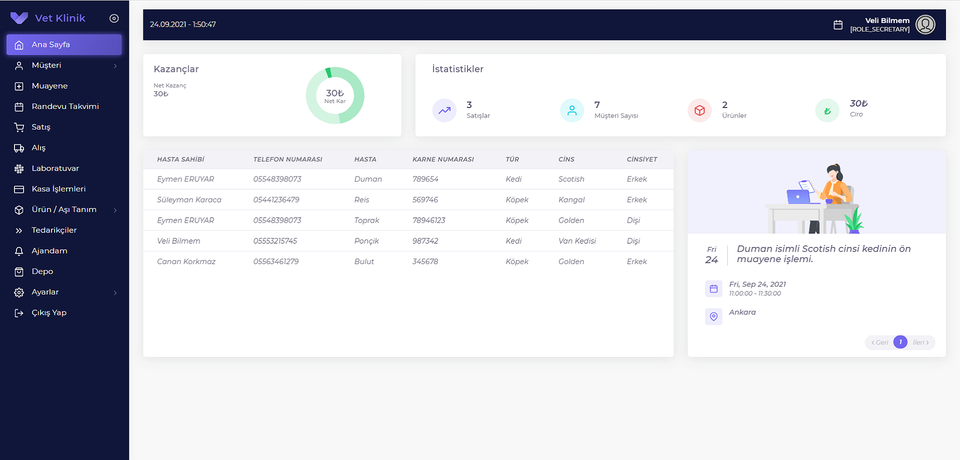 Vet Klinik
Ana Sayfa
Müşteri
Muayene
Randevu Takvimi
Satış
Alış
Laboratuvar
Kasa İşlemleri
Ürün / Aşı Tanım
Tedarikçiler
Ajandam
Depo
Ayarlar
Çıkış Yap
24.09.2021 - 1:50:47
Veli Bilmem
[ROLE_SECRETARY]
Kazançlar
Net Kazanç
30₺
30₺
Net Kar
İstatistikler
3
Satışlar
7
Müşteri Sayısı
2
Ürünler
₺
30₺
Ciro
HASTA SAHİBİ TELEFON NUMARASI HASTA KARNE NUMARASI TÜR CİNS CİNSİYET
Eymen ERUYAR 05548398073 Duman 789654 Kedi Scotish Erkek
Süleyman Karaca 05441236479 Reis 569746 Köpek Kangal Erkek
Eymen ERUYAR 05548398073 Toprak 78946123 Köpek Golden Dişi
Veli Bilmem 05553215745 Ponçik 987342 Kedi Van Kedisi Dişi
Canan Korkmaz 05563461279 Bulut 345678 Köpek Golden Erkek
Fri
24
Duman isimli Scotish cinsi kedinin ön
muayene işlemi.
Fri, Sep 24, 2021
11:00:00 - 11:30:00
Ankara
Geri 1 İleri